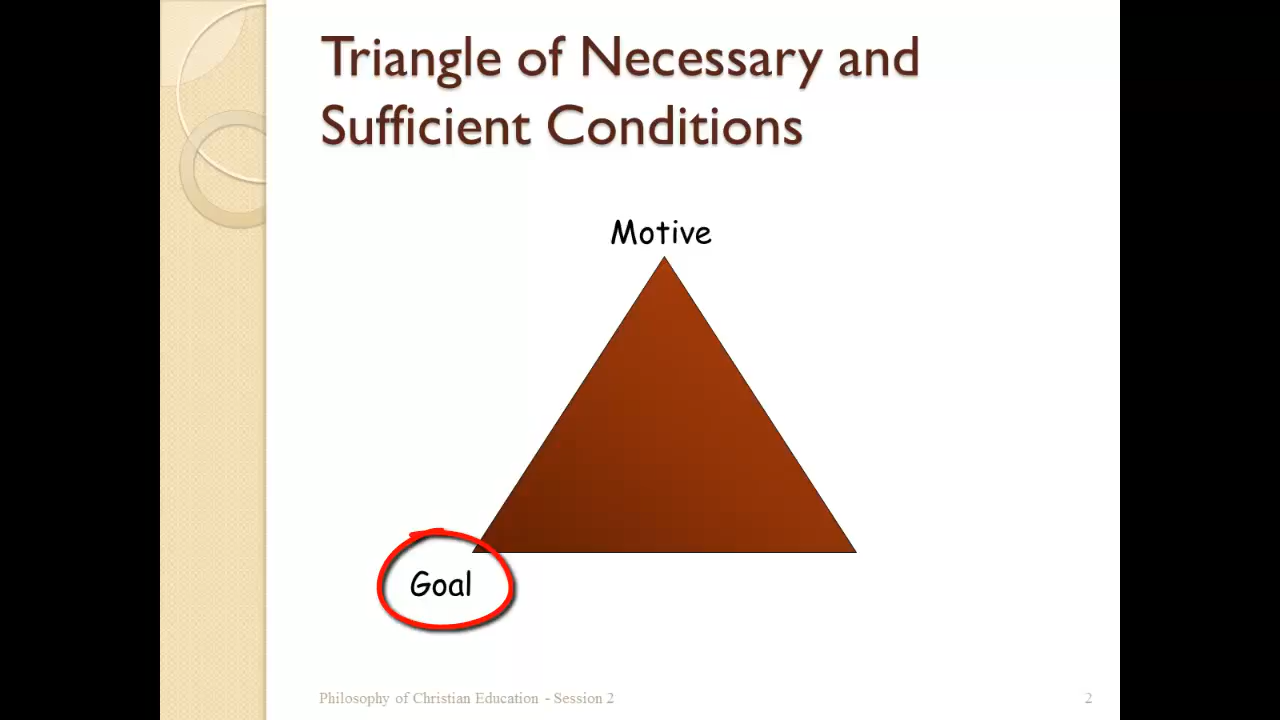 Triangle of Necessary and
Sufficient Conditions
Motive
Goal
Philosophy of Christian Education - Session 2
2